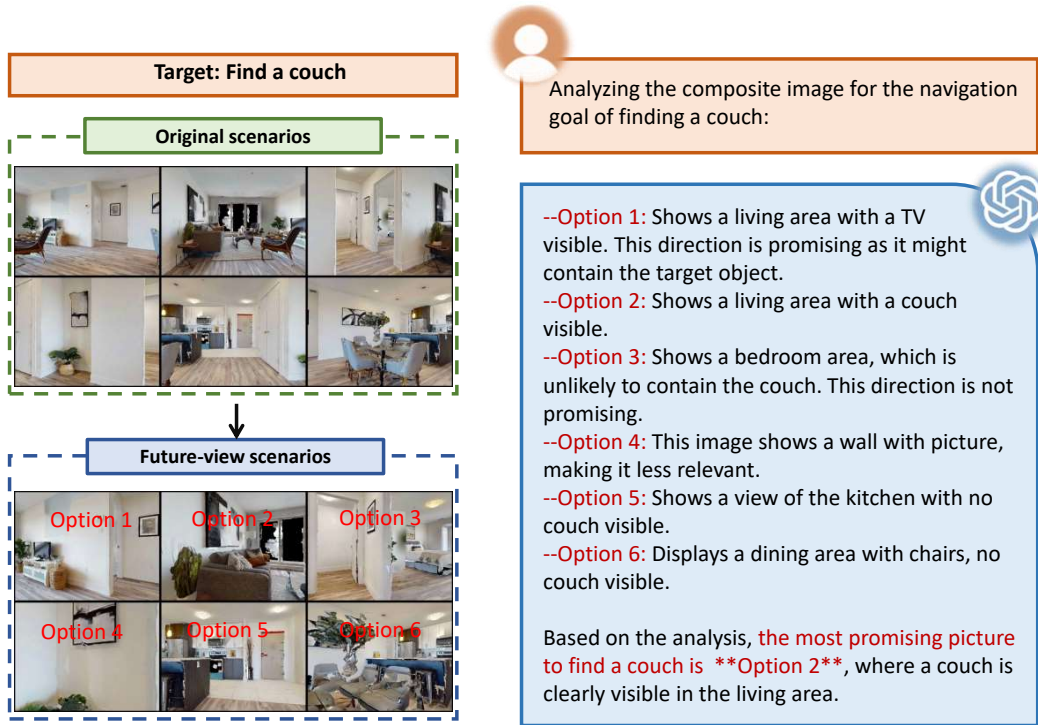 Target: Find a couch
Original scenarios
Future-view scenarios
Option 1
Option 2
Option 3
Option 4
Option 5
Option 6
Analyzing the composite image for the navigation
goal of finding a couch:
--Option 1: Shows a living area with a TV
visible. This direction is promising as it might
contain the target object.
--Option 2: Shows a living area with a couch
visible.
--Option 3: Shows a bedroom area, which is
unlikely to contain the couch. This direction is not
promising.
--Option 4: This image shows a wall with picture,
making it less relevant.
--Option 5: Shows a view of the kitchen with no
couch visible.
--Option 6: Displays a dining area with chairs, no
couch visible.
Based on the analysis, the most promising picture
to find a couch is **Option 2**, where a couch is
clearly visible in the living area.